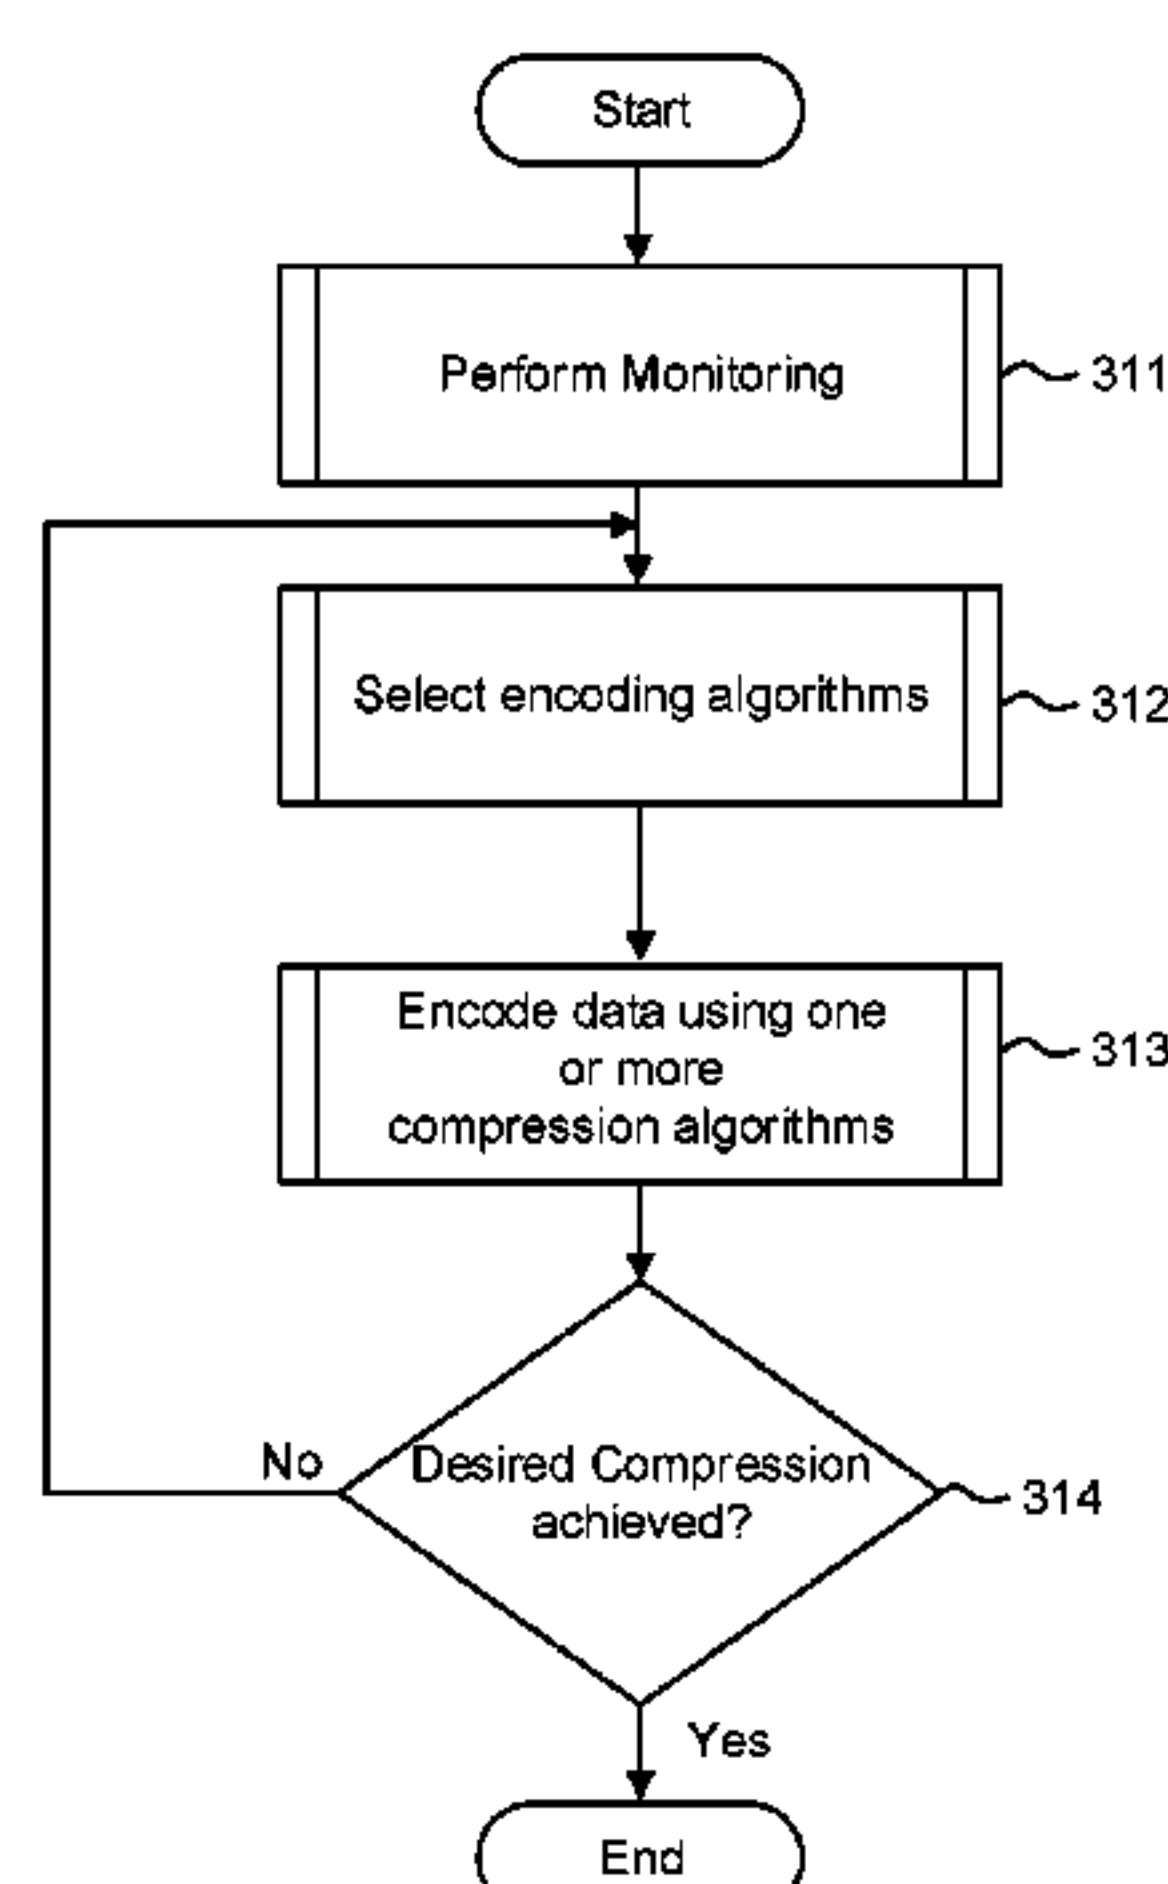 Start
Perform Monitoring
311
Select encoding algorithms
312
Encode data using one
or more
compression algorithms
313
No
Desired Compression
achieved?
314
Yes
End